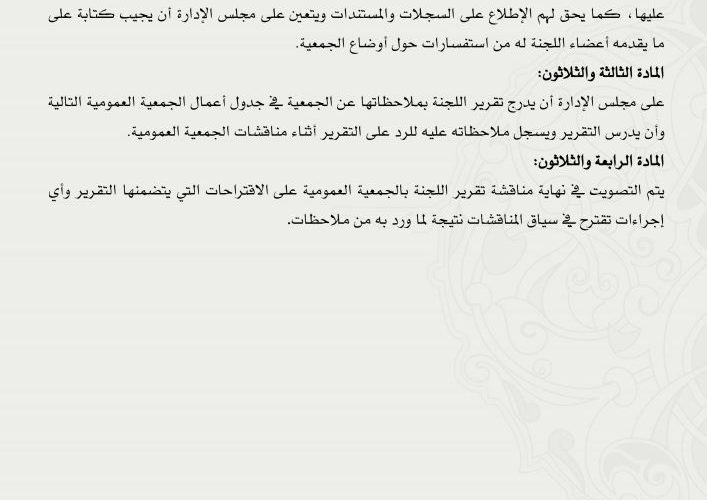 عليها، كما يحق لهم الإطلاع على السجلات والمستندات ويتعين على مجلس الإدارة أن يجيب كتابة على
ما يقدمه أعضاء اللجنة له من استفسارات حول أوضاع الجمعية.
المادة الثالثة والثلاثون:
على مجلس الإدارة أن يدرج تقرير اللجنة بملاحظاتها عن الجمعية في جدول أعمال الجمعية العمومية التالية
وأن يدرس التقرير ويسجل ملاحظاته عليه للرد على التقرير أثناء مناقشات الجمعية العمومية.
المادة الرابعة والثلاثون:
يتم التصويت في نهاية مناقشة تقرير اللجنة بالجمعية العمومية على الاقتراحات التي يتضمنها التقرير وأي
إجراءات تقترح في سياق المناقشات نتيجة لما ورد به من ملاحظات.